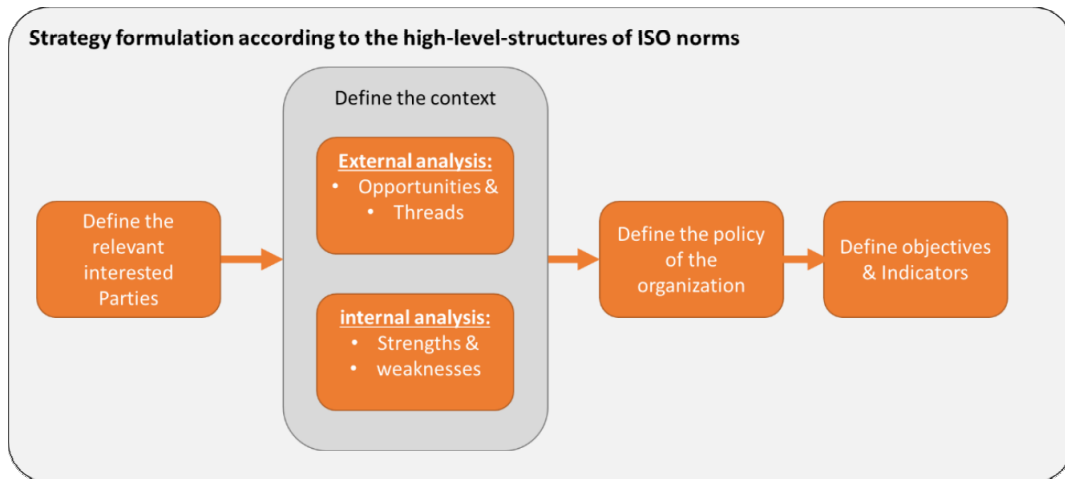 Strategy formulation according to the high-level-structures of ISO norms
Define the
relevant
interested
Parties
Define the context
External analysis:
• Opportunities &
• Threads
internal analysis:
• Strengths &
• weaknesses
Define the policy
of the
organization
Define objectives
& Indicators